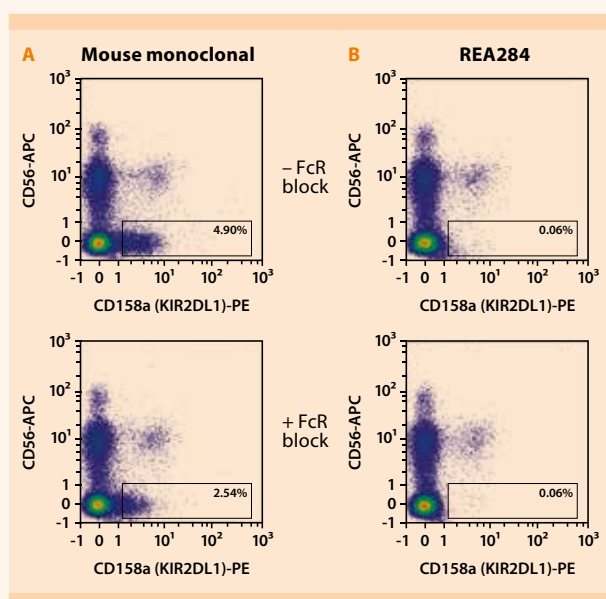 A Mouse monoclonal
B REA284
10³
10²
10¹
1
0
-1
CD56-APC
4.90%
-1 0 1 10¹ 10² 10³
CD158a (KIR2DL1)-PE
– FcR
block
10³
10²
10¹
1
0
-1
CD56-APC
0.06%
-1 0 1 10¹ 10² 10³
CD158a (KIR2DL1)-PE
10³
10²
10¹
1
0
-1
CD56-APC
2.54%
-1 0 1 10¹ 10² 10³
CD158a (KIR2DL1)-PE
+ FcR
block
10³
10²
10¹
1
0
-1
CD56-APC
0.06%
-1 0 1 10¹ 10² 10³
CD158a (KIR2DL1)-PE